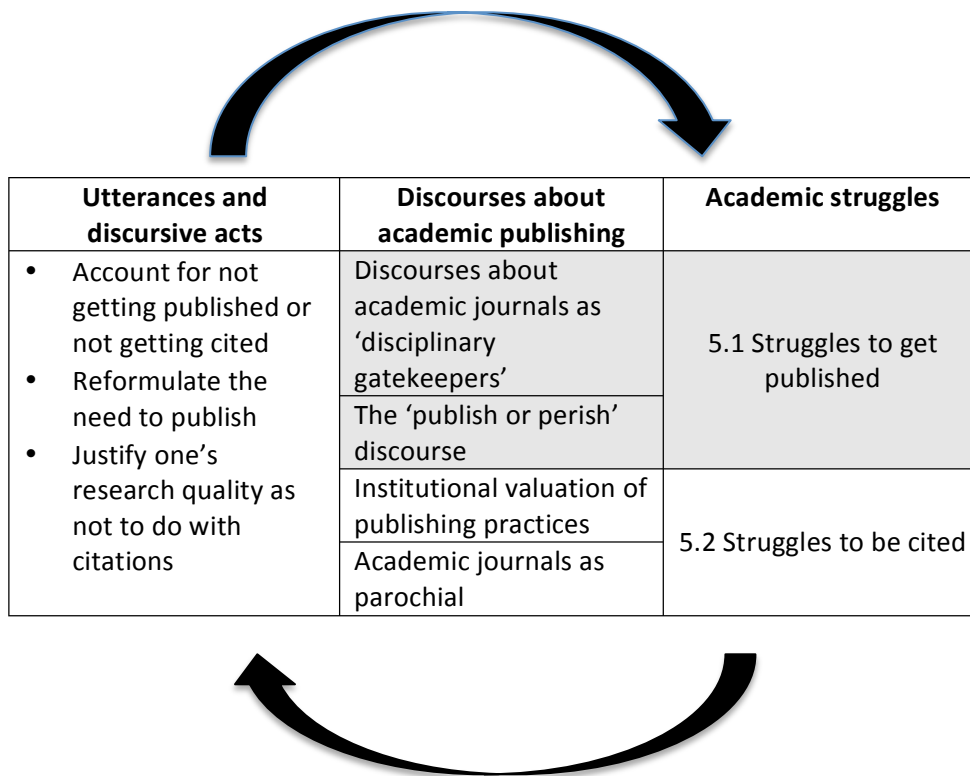 Utterances and
discursive acts
Discourses about
academic publishing
Academic struggles
• Account for not
getting published or
not getting cited
• Reformulate the
need to publish
• Justify one’s
research quality as
not to do with
citations
Discourses about
academic journals as
‘disciplinary
gatekeepers’
The ‘publish or perish’
discourse
Institutional valuation of
publishing practices
Academic journals as
parochial
5.1 Struggles to get
published
5.2 Struggles to be cited